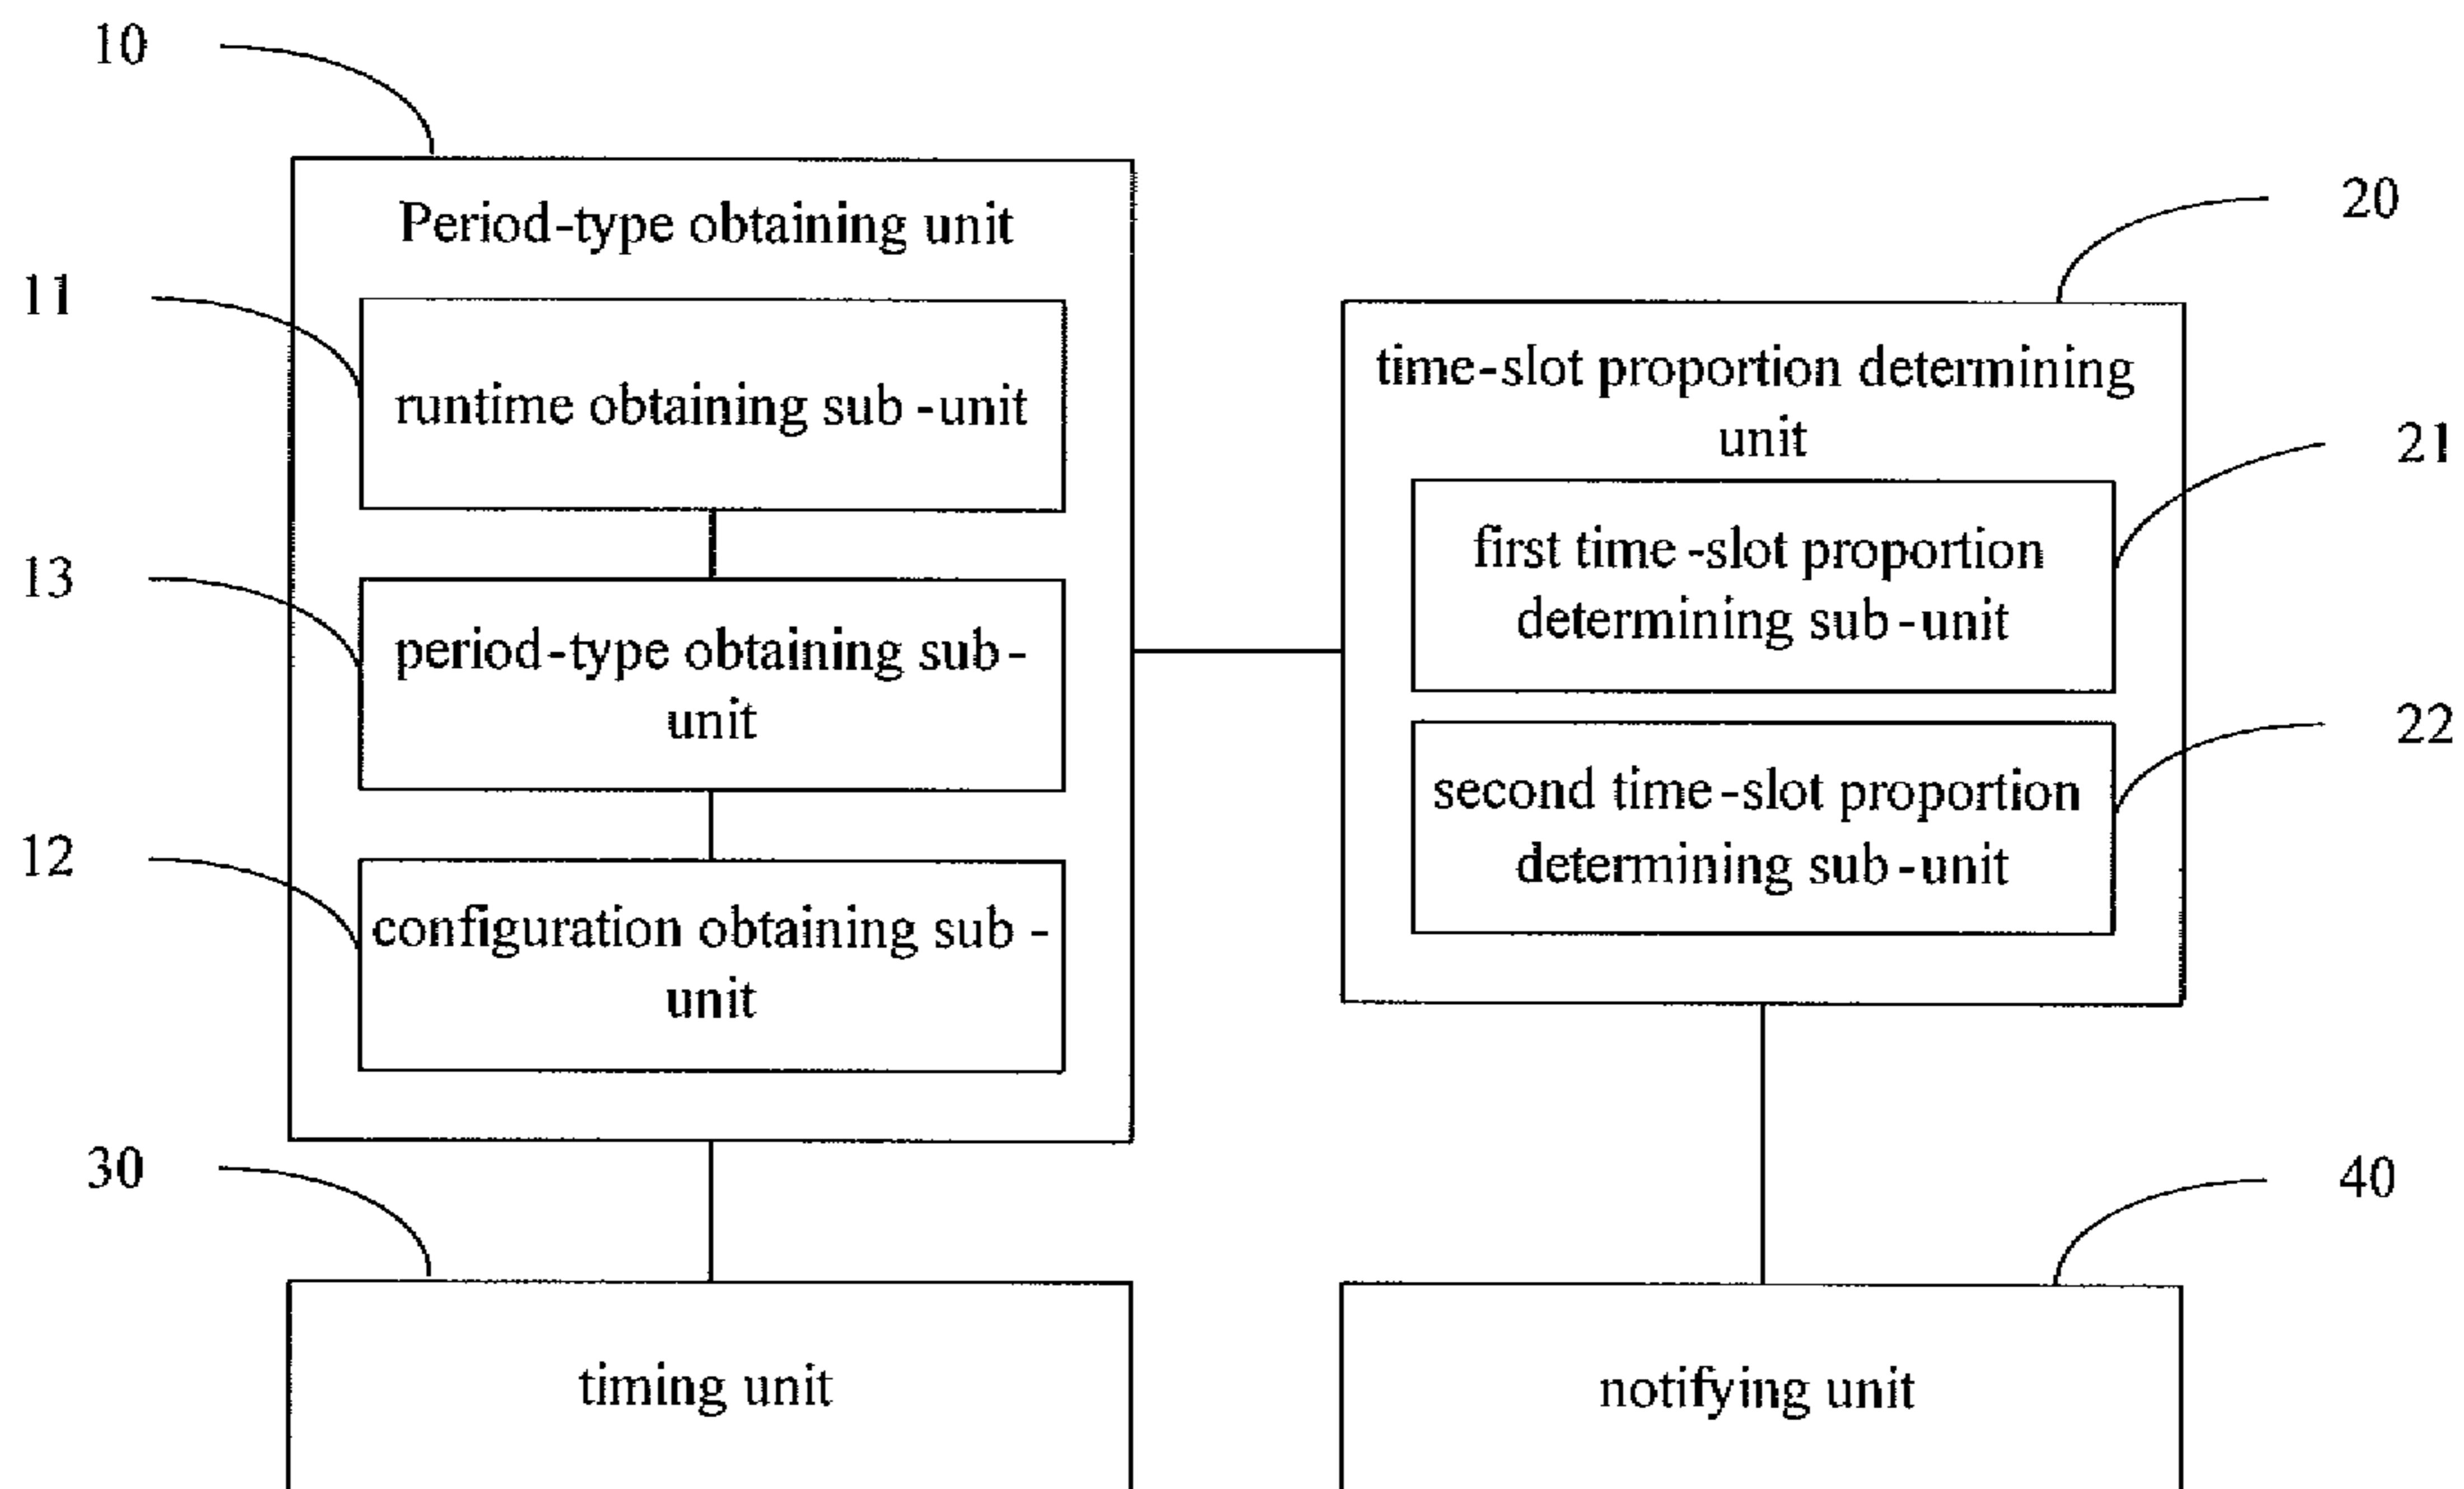 10
Period-type obtaining unit
11
runtime obtaining sub-unit
13
period-type obtaining sub-
unit
12
configuration obtaining sub-
unit
20
time-slot proportion determining
unit
21
first time-slot proportion
determining sub-unit
22
second time-slot proportion
determining sub-unit
30
timing unit
40
notifying unit